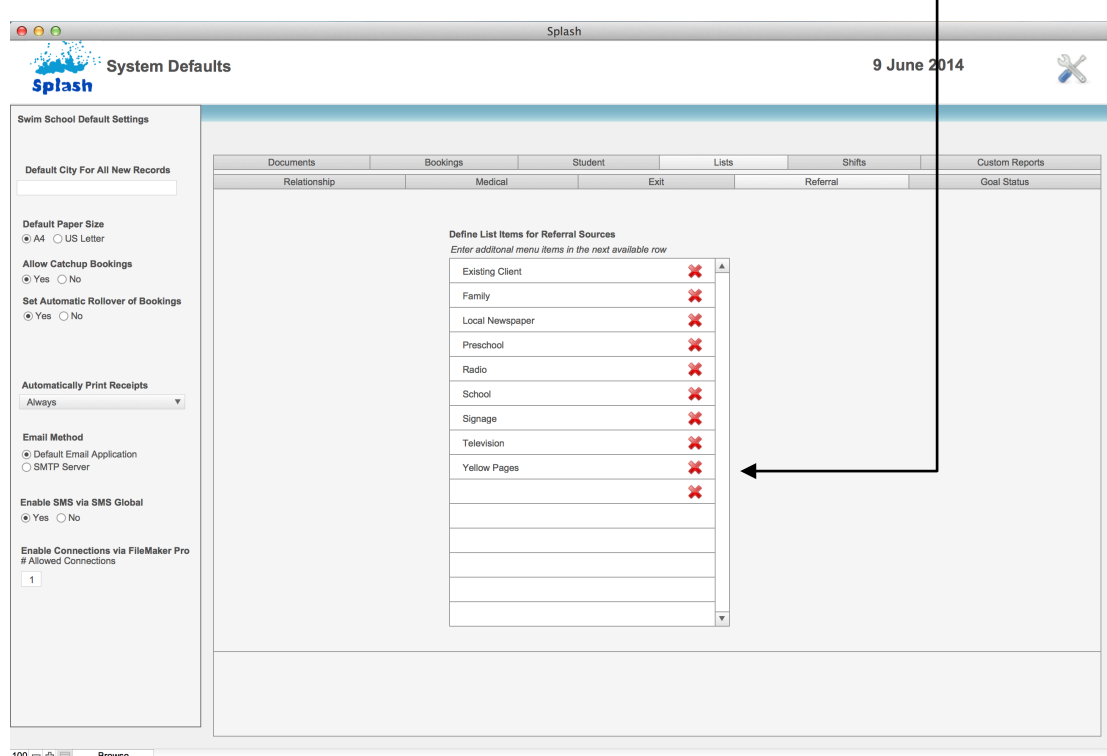 Splash
System Defaults
9 June 2014
Splash
Swim School Default Settings
Documents
Bookings
Student
Lists
Shifts
Custom Reports
Relationship
Medical
Exit
Referral
Goal Status
Default City For All New Records
Default Paper Size
A4 US Letter
Allow Catchup Bookings
Yes No
Set Automatic Rollover of Bookings
Yes No
Automatically Print Receipts
Always
Email Method
Default Email Application
SMTP Server
Enable SMS via SMS Global
Yes No
Enable Connections via FileMaker Pro
# Allowed Connections
1
Define List Items for Referral Sources
Enter additonal menu items in the next available row
Existing Client
Family
Local Newspaper
Preschool
Radio
School
Signage
Television
Yellow Pages
100 Browse